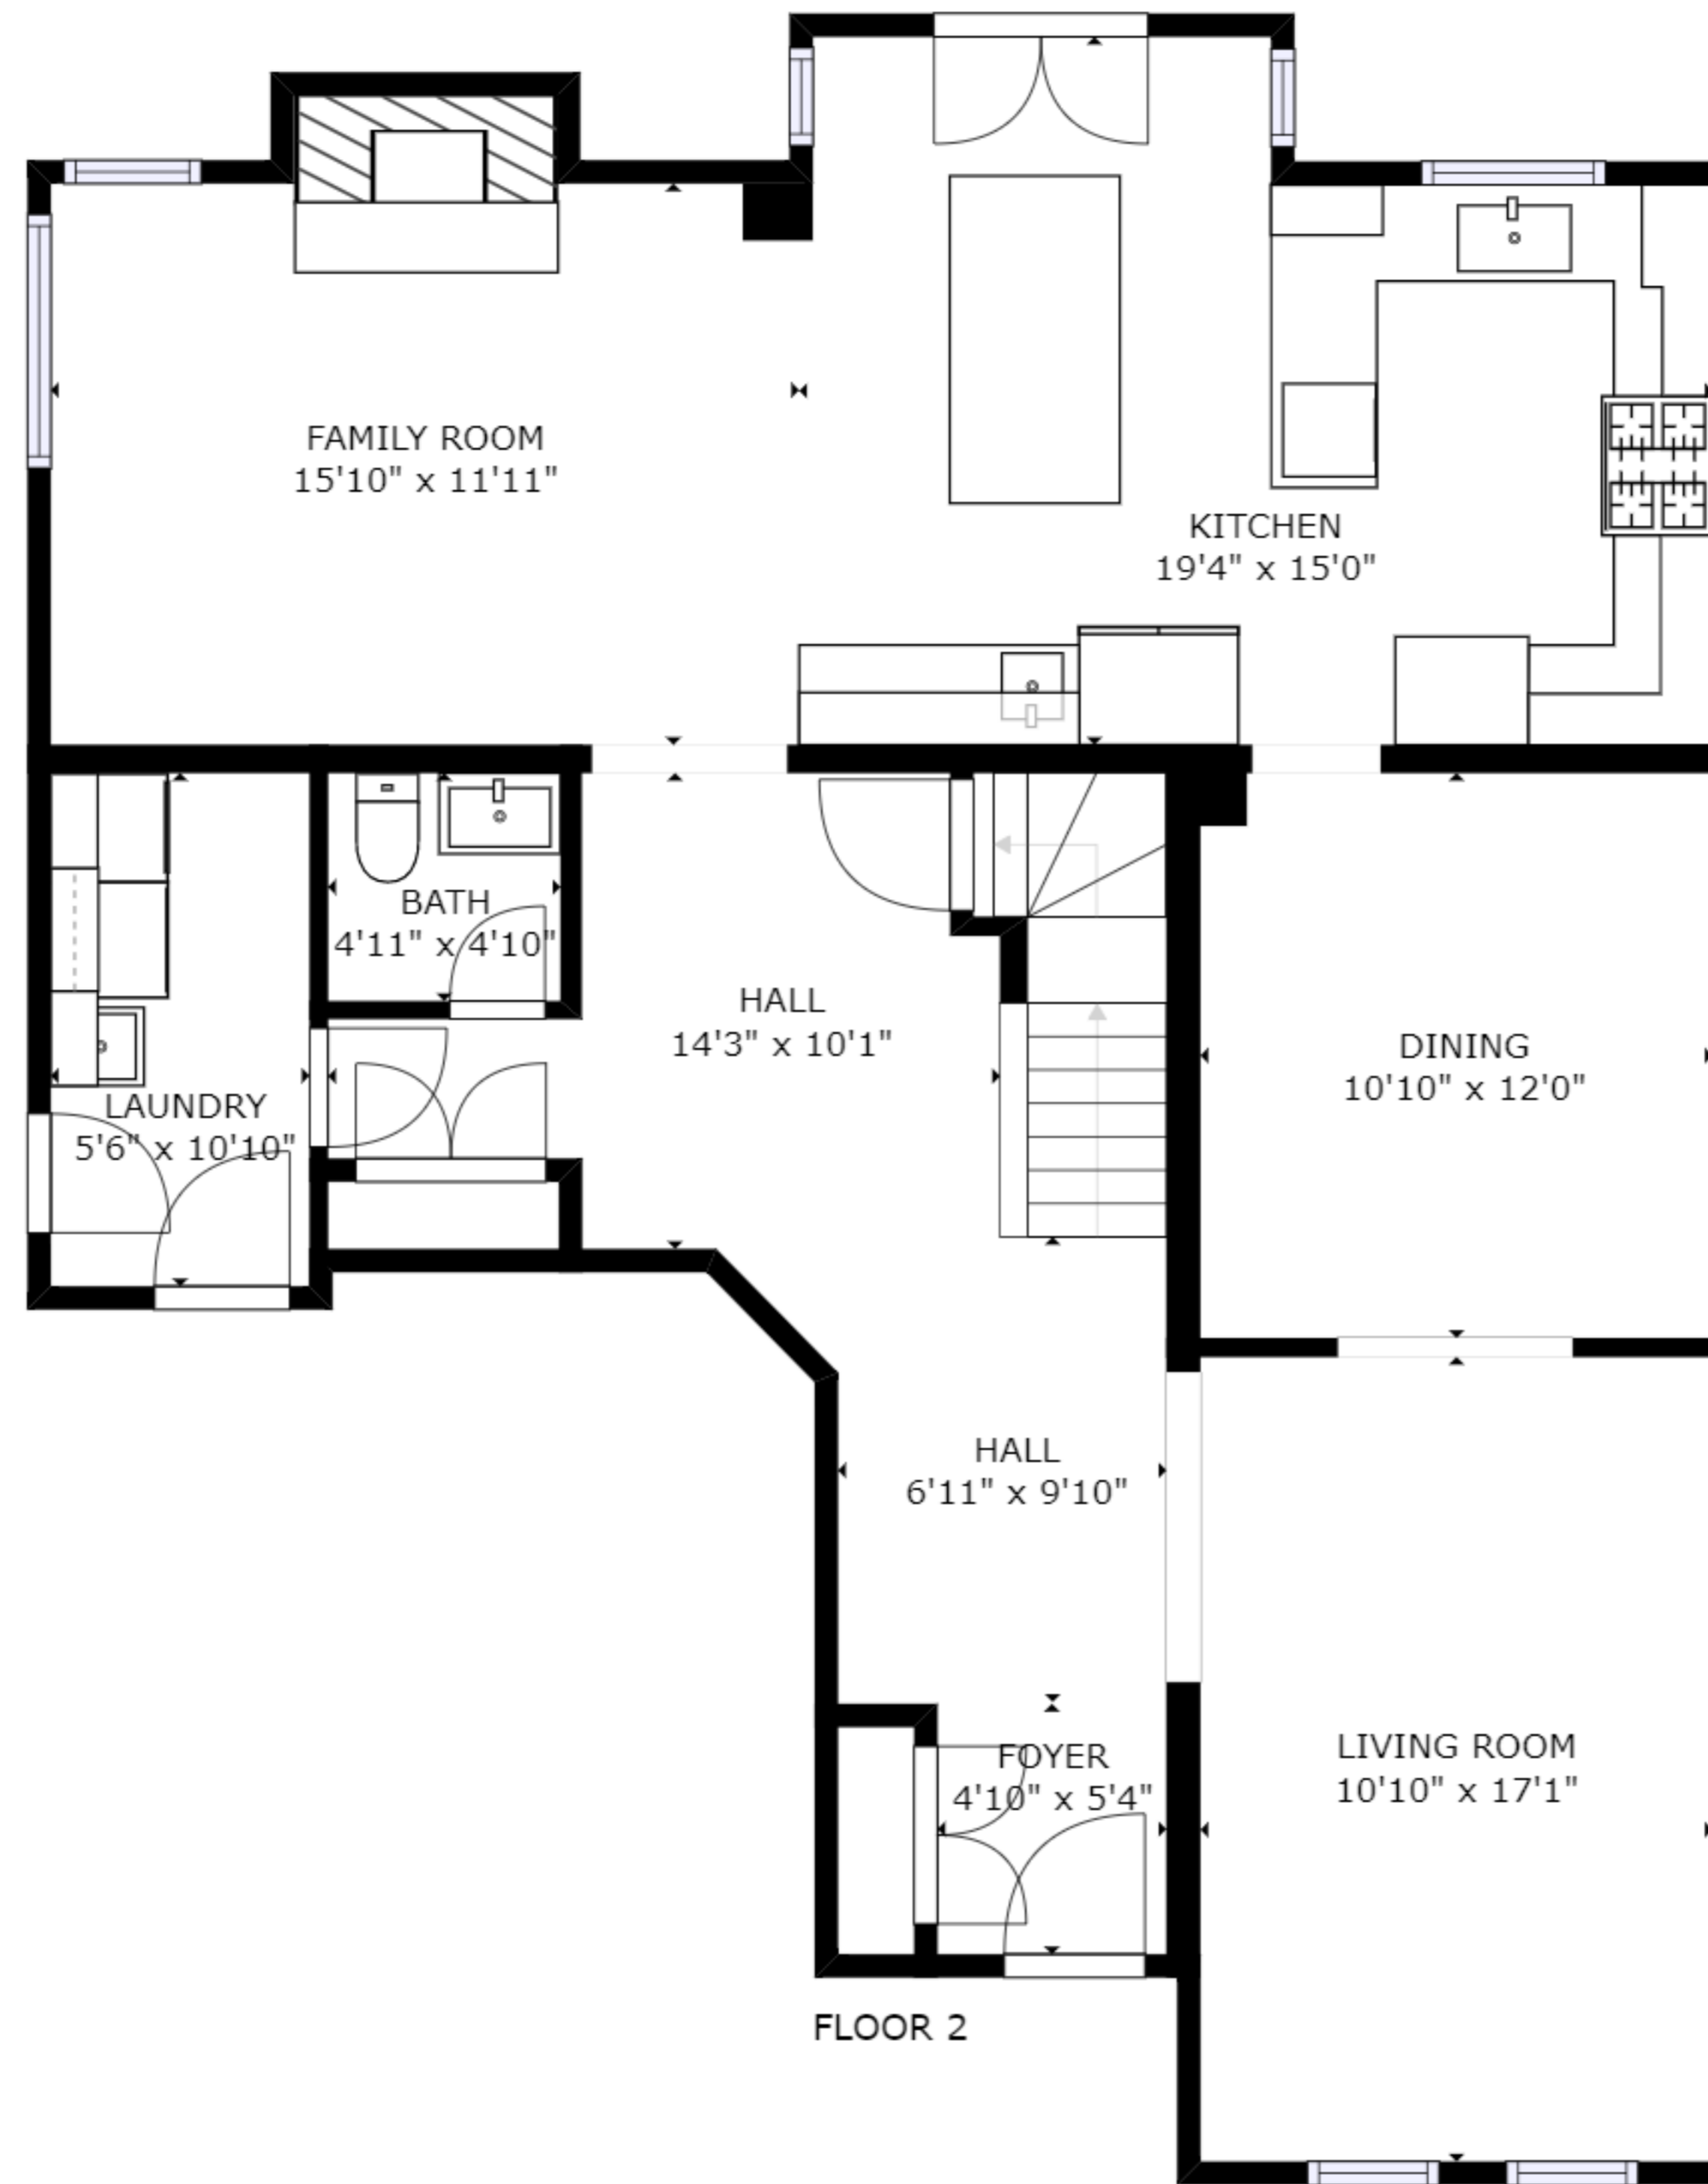 FAMILY ROOM
15'10" x 11'11"
KITCHEN
19'4" x 15'0"
BATH
4'11" x 4'10"
HALL
14'3" x 10'1"
DINING
10'10" x 12'0"
LAUNDRY
5'6" x 10'10"
HALL
6'11" x 9'10"
FOYER
4'10" x 5'4"
LIVING ROOM
10'10" x 17'1"
FLOOR 2